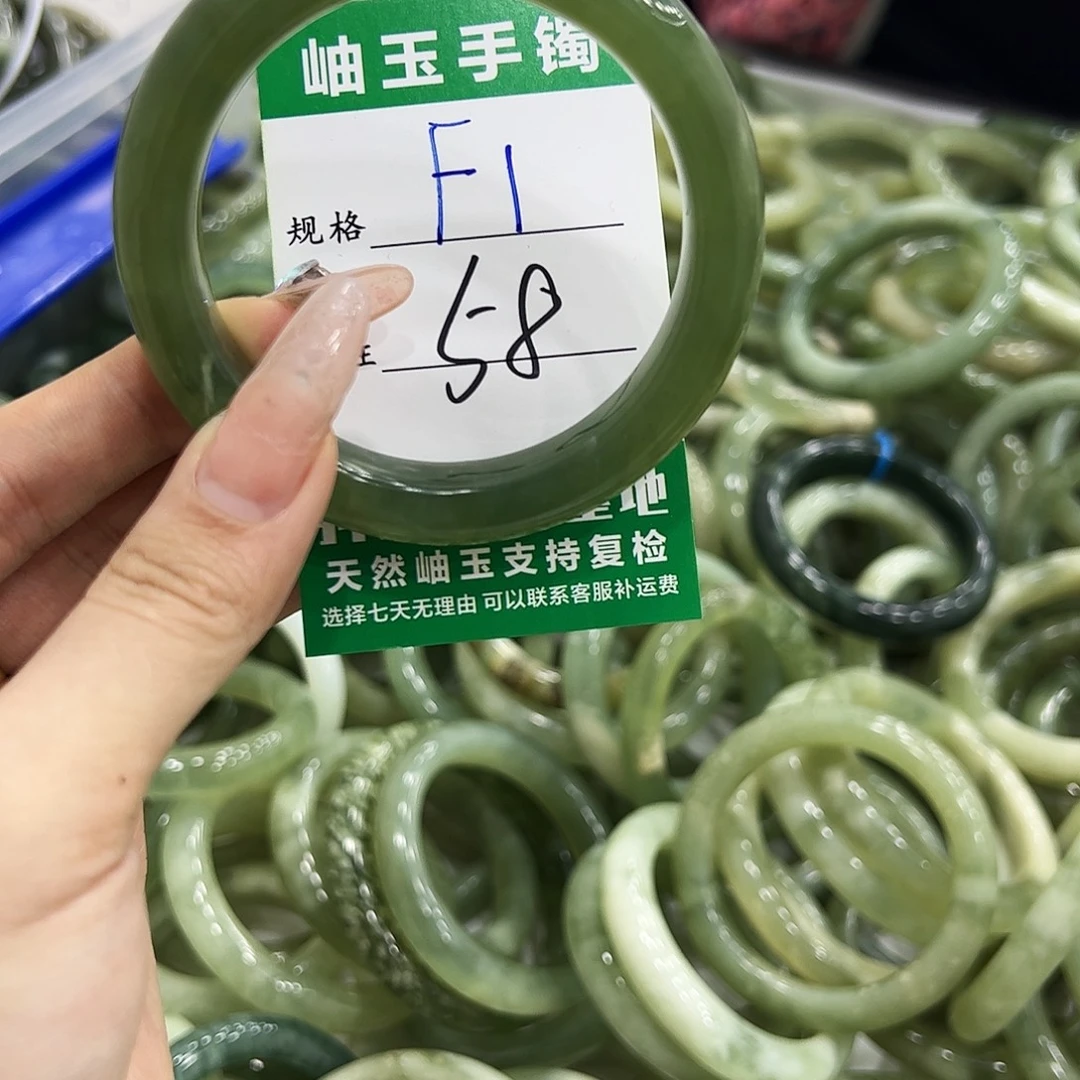 岫玉手镯
规格 F1
58
地
天然岫玉支持复检
选择七天无理由 可以联系客服补运费